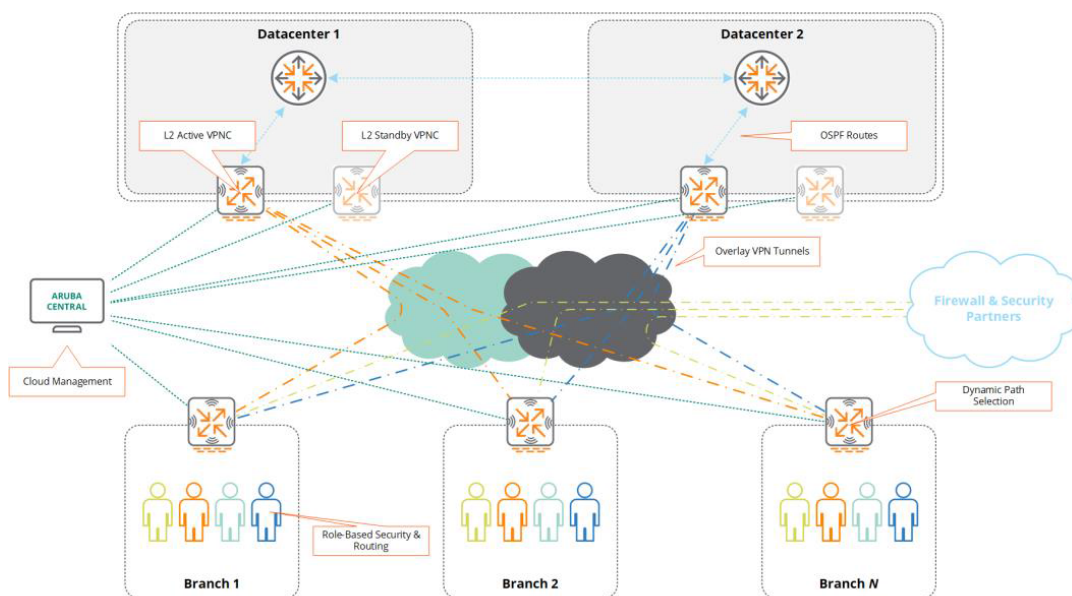 Datacenter 1
Datacenter 2
L2 Active VPNC
L2 Standby VPNC
OSPF Routes
Overlay VPN Tunnels
ARUBA
CENTRAL
Firewall & Security
Partners
Cloud Management
Dynamic Path
Selection
Role-Based Security &
Routing
Branch 1
Branch 2
Branch N